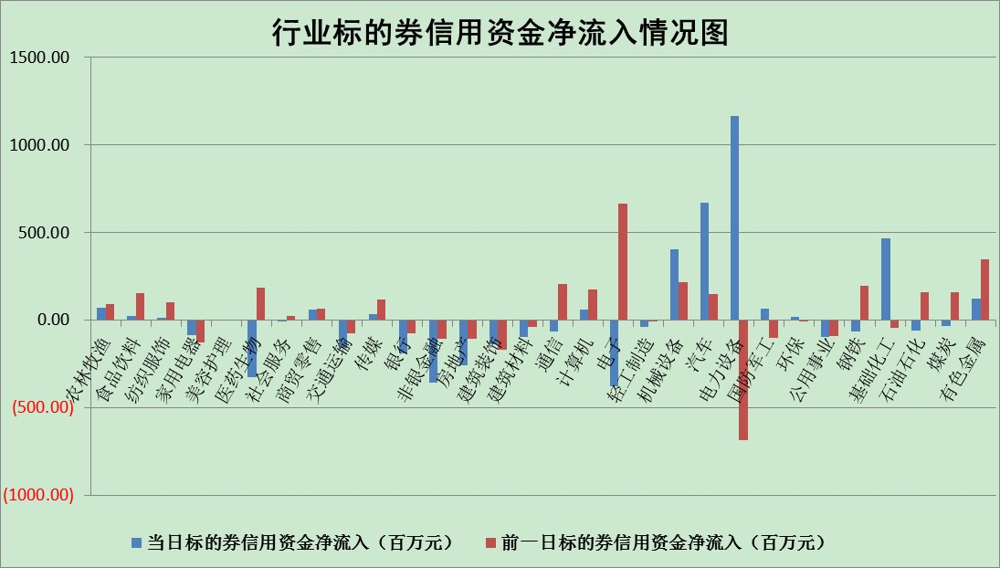 行业标的券信用资金净流入情况图
1500.00
1000.00
500.00
0.00
(500.00)
(1000.00)
农林牧渔
食品饮料
纺织服饰
家用电器
美容护理
医药生物
社会服务
商贸零售
交通运输
传媒
银行
非银金融
房地产
建筑装饰
建筑材料
通信
计算机
电子
轻工制造
机械设备
汽车
电力设备
国防军工
环保
公用事业
钢铁
基础化工
石油石化
煤炭
有色金属
当日标的券信用资金净流入（百万元）
前一日标的券信用资金净流入（百万元）